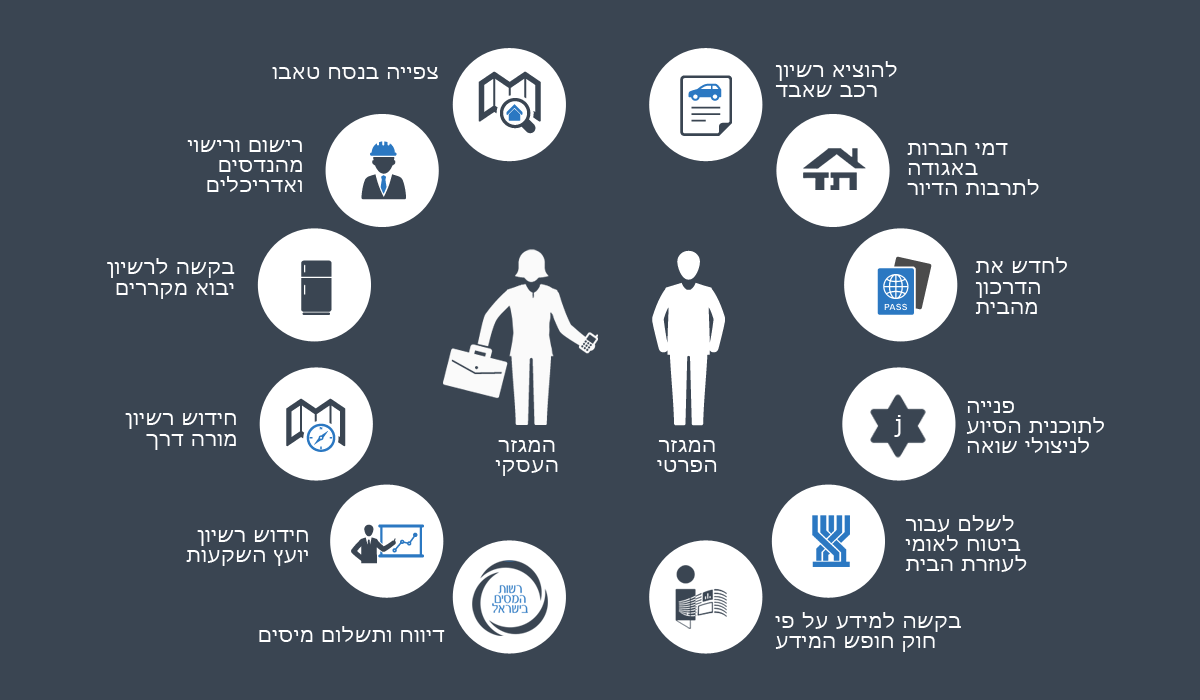 להוציא רשיון
רכב שאבד
דמי חברות
באגודה
לתרבות הדיור
תד
לחדש את
הדרכון
מהבית
PASS
פנייה
לתוכנית הסיוע
לניצולי שואה
j
לשלם עבור
ביטוח לאומי
לעוזרת הבית
בקשה למידע על פי
חוק חופש המידע
המגזר
הפרטי
המגזר
העסקי
צפייה בנסח טאבו
רישום ורישוי
מהנדסים
ואדריכלים
בקשה לרשיון
יבוא מקררים
חידוש רשיון
מורה דרך
חידוש רשיון
יועץ השקעות
רשות
המסים
בישראל
דיווח ותשלום מיסים